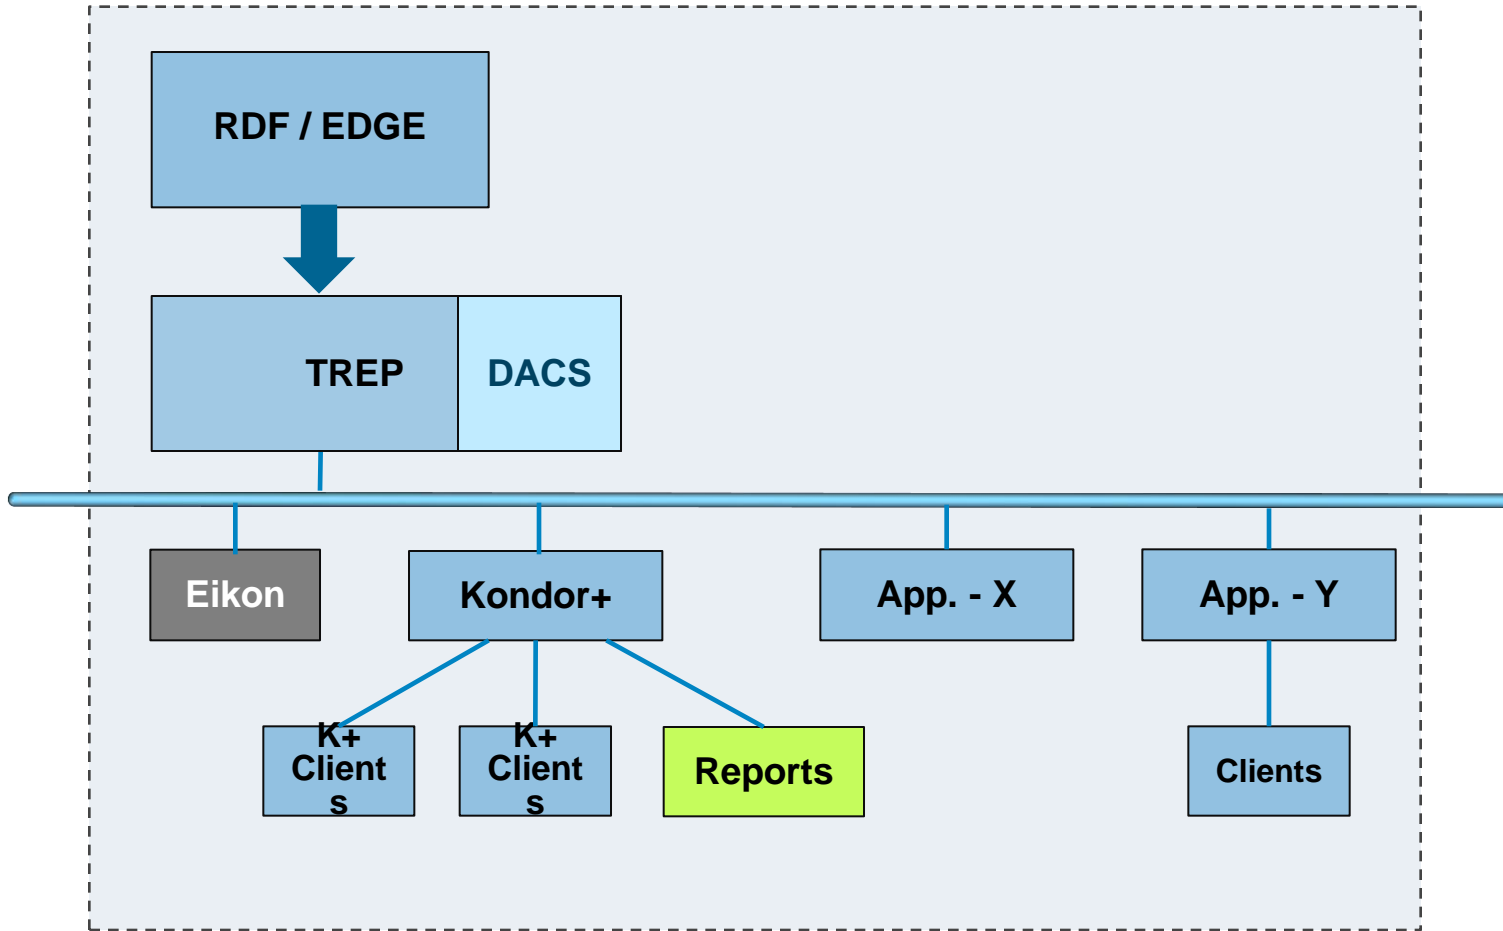 RDF / EDGE
TREP
DACS
Eikon
Kondor+
App. - X
App. - Y
K+
Client
s
K+
Client
s
Reports
Clients